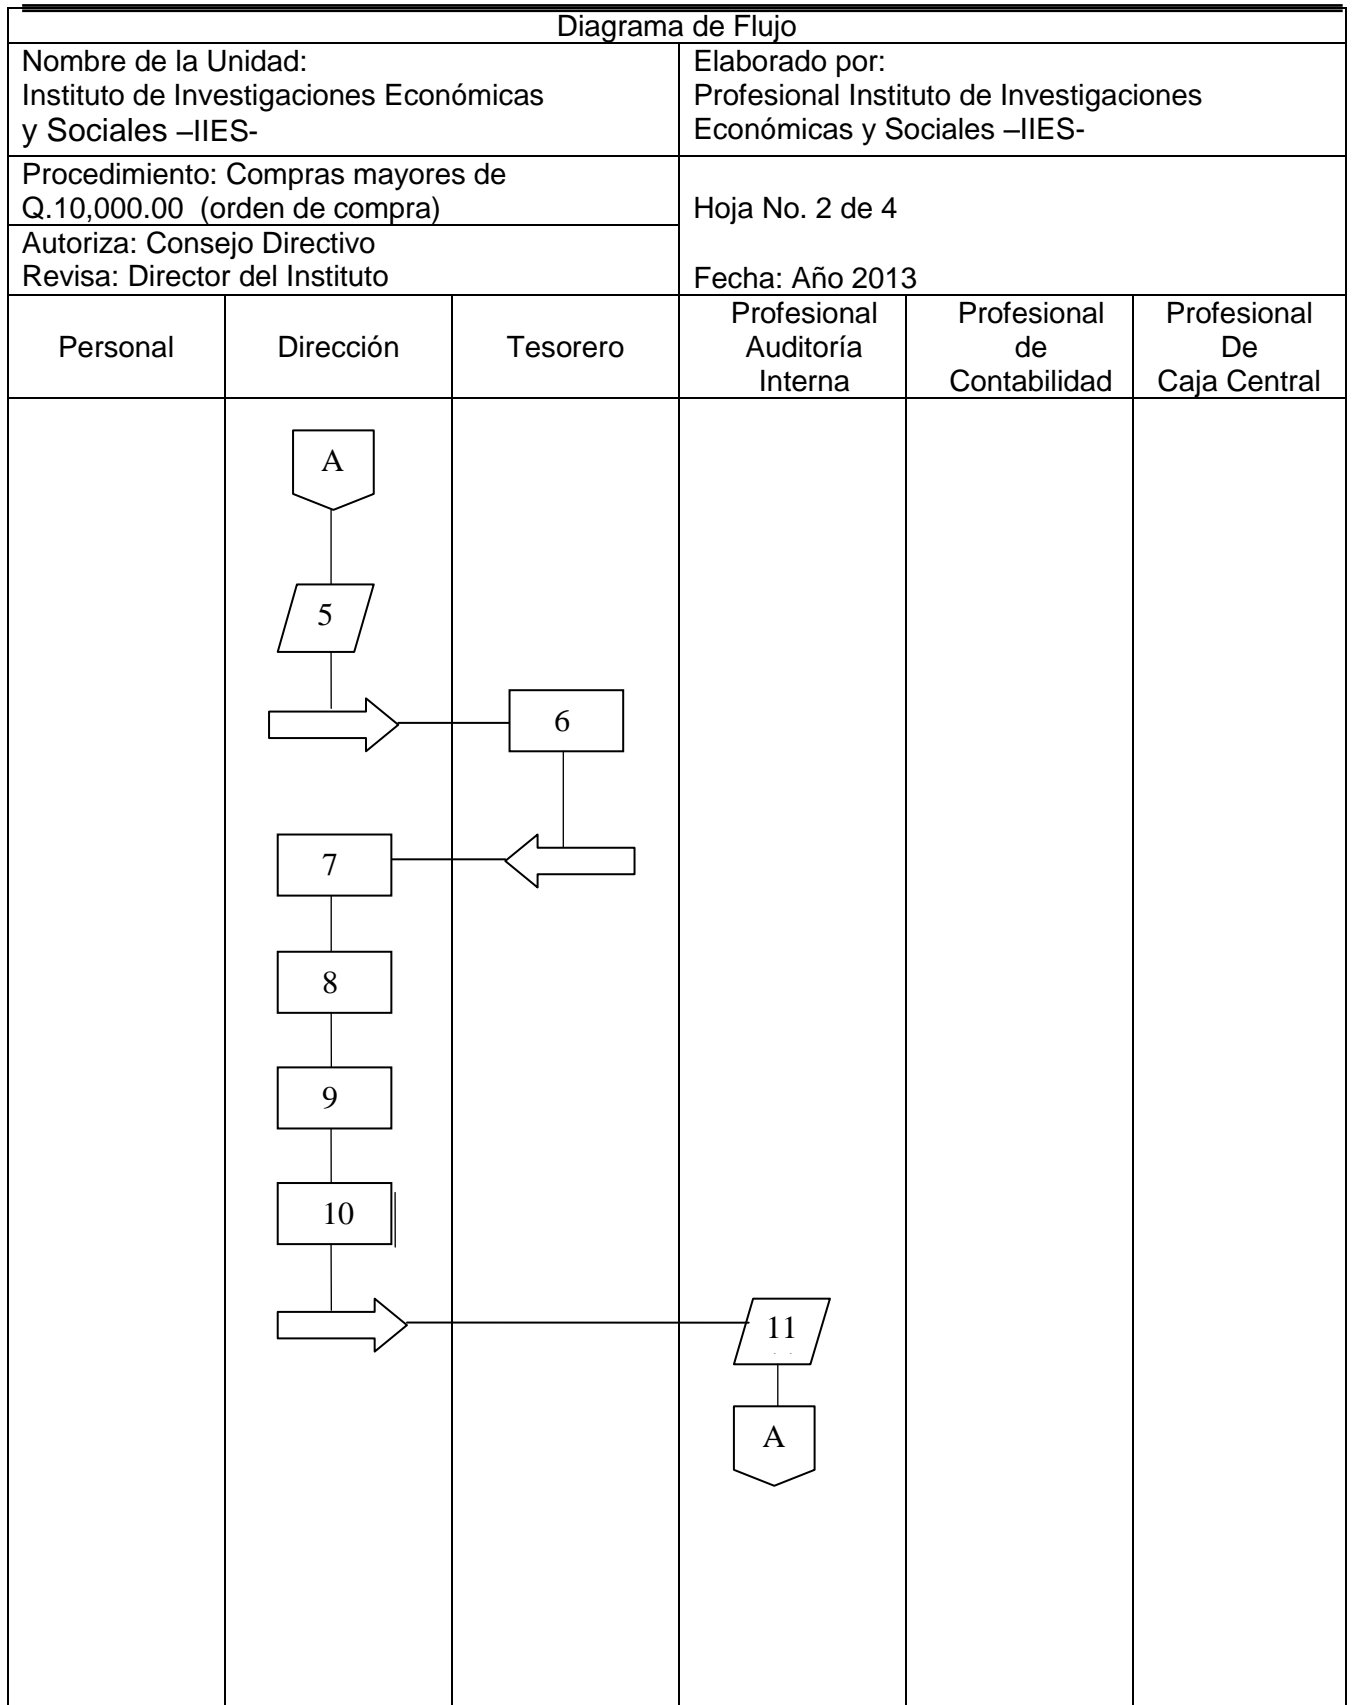 Diagrama de Flujo
Nombre de la Unidad:
Instituto de Investigaciones Económicas
y Sociales –IIES-
Elaborado por:
Profesional Instituto de Investigaciones
Económicas y Sociales –IIES-
Procedimiento: Compras mayores de
Q.10,000.00 (orden de compra)
Autoriza: Consejo Directivo
Revisa: Director del Instituto
Hoja No. 2 de 4
Fecha: Año 2013
Personal
Dirección
Tesorero
Profesional
Auditoría
Interna
Profesional
de
Contabilidad
Profesional
De
Caja Central
A
5
6
7
8
9
10
11
A